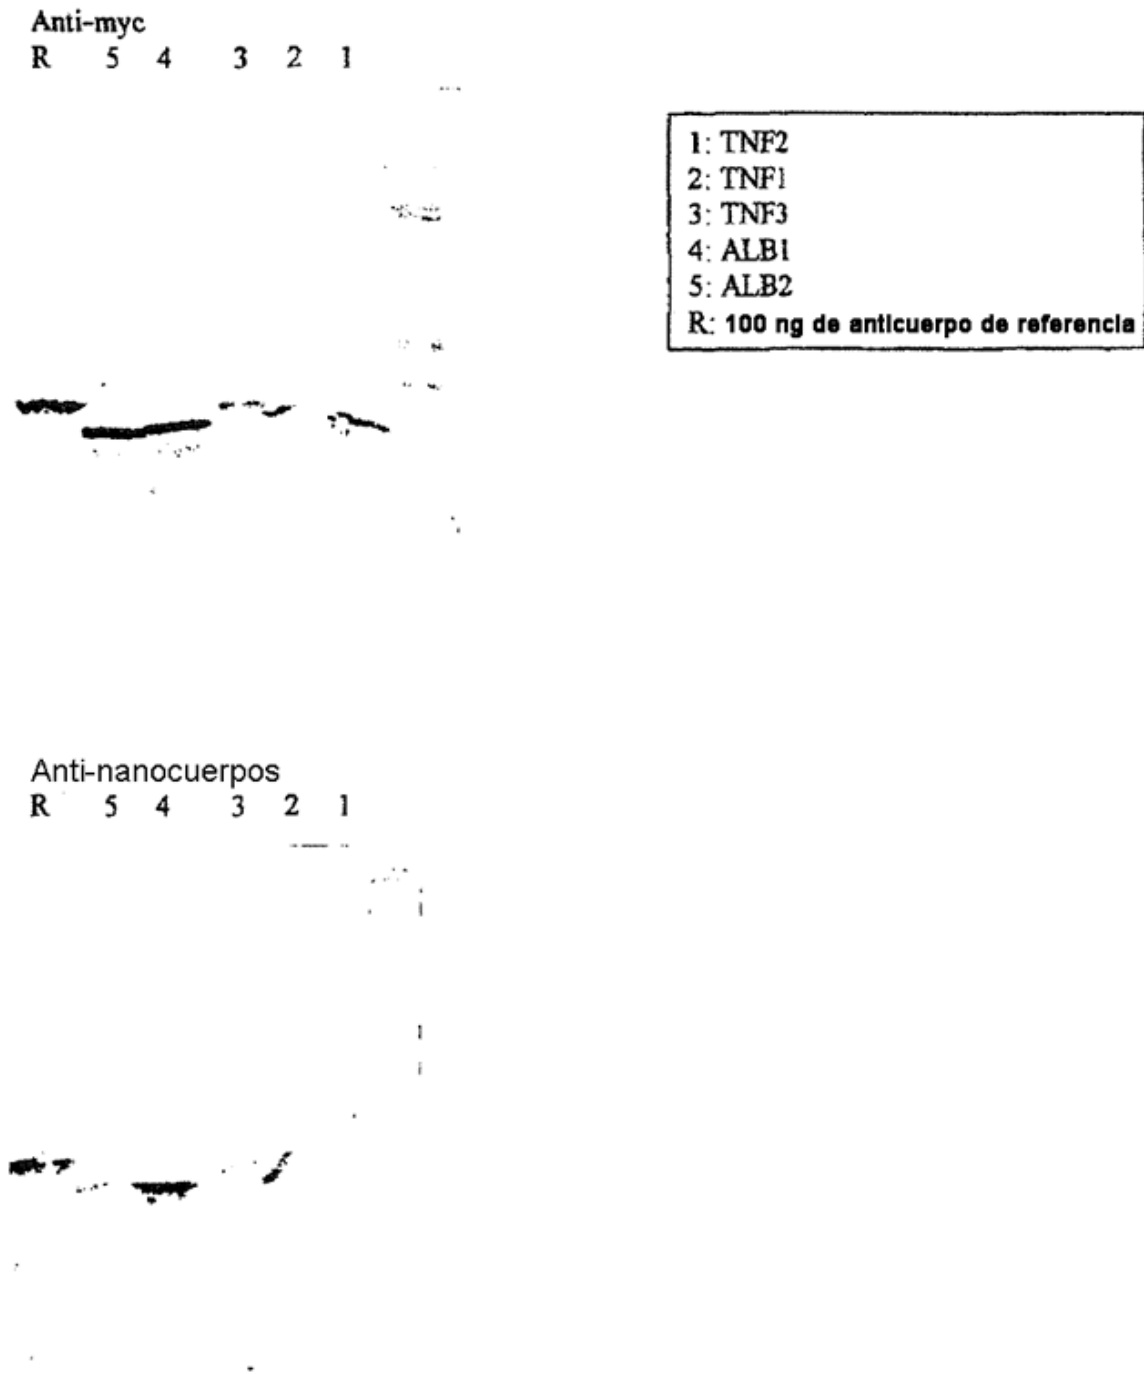 Anti-myc
R 5 4 3 2 1
1: TNF2
2: TNF1
3: TNF3
4: ALB1
5: ALB2
R: 100 ng de anticuerpo de referencia
Anti-nanocuerpos
R 5 4 3 2 1